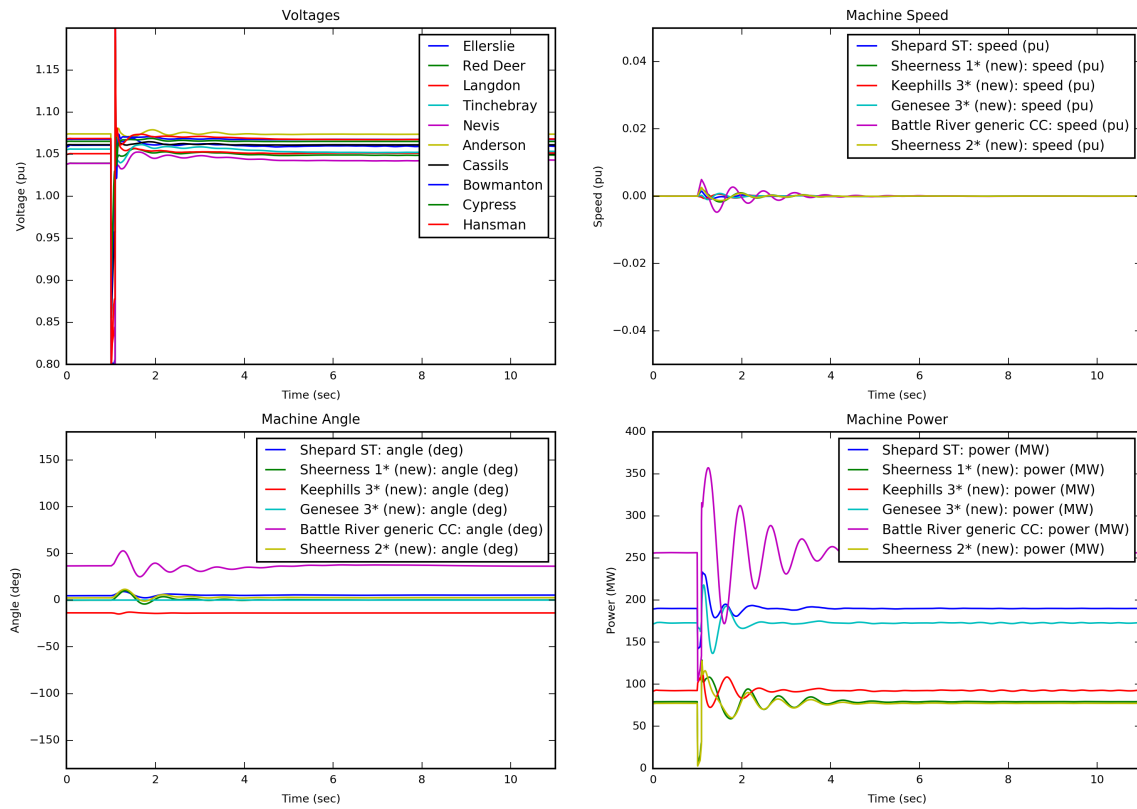 Voltages
1.15
1.10
1.05
1.00
0.95
0.90
0.85
0.80
Voltage (pu)
0
2
4
6
8
10
Time (sec)
Ellerslie
Red Deer
Langdon
Tinchebray
Nevis
Anderson
Cassils
Bowmanton
Cypress
Hansman
Machine Speed
0.04
0.02
0.00
−0.02
−0.04
Speed (pu)
0
2
4
6
8
10
Time (sec)
Shepard ST: speed (pu)
Sheerness 1* (new): speed (pu)
Keephills 3* (new): speed (pu)
Genesee 3* (new): speed (pu)
Battle River generic CC: speed (pu)
Sheerness 2* (new): speed (pu)
Machine Angle
150
100
50
0
−50
−100
−150
Angle (deg)
0
2
4
6
8
10
Time (sec)
Shepard ST: angle (deg)
Sheerness 1* (new): angle (deg)
Keephills 3* (new): angle (deg)
Genesee 3* (new): angle (deg)
Battle River generic CC: angle (deg)
Sheerness 2* (new): angle (deg)
Machine Power
400
350
300
250
200
150
100
50
0
Power (MW)
0
2
4
6
8
10
Time (sec)
Shepard ST: power (MW)
Sheerness 1* (new): power (MW)
Keephills 3* (new): power (MW)
Genesee 3* (new): power (MW)
Battle River generic CC: power (MW)
Sheerness 2* (new): power (MW)